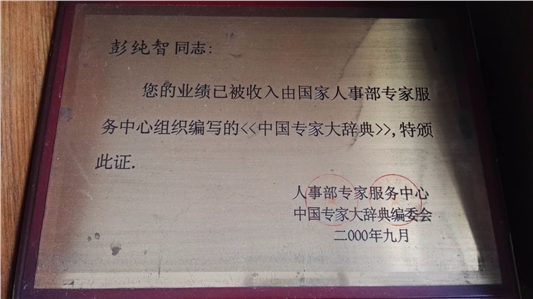 彭纯智同志:
您的业绩已被收入由国家人事部专家服
务中心组织编写的<<中国专家大辞典>>,特颁
此证.
人事部专家服务中心
中国专家大辞典编委会
二000年九月